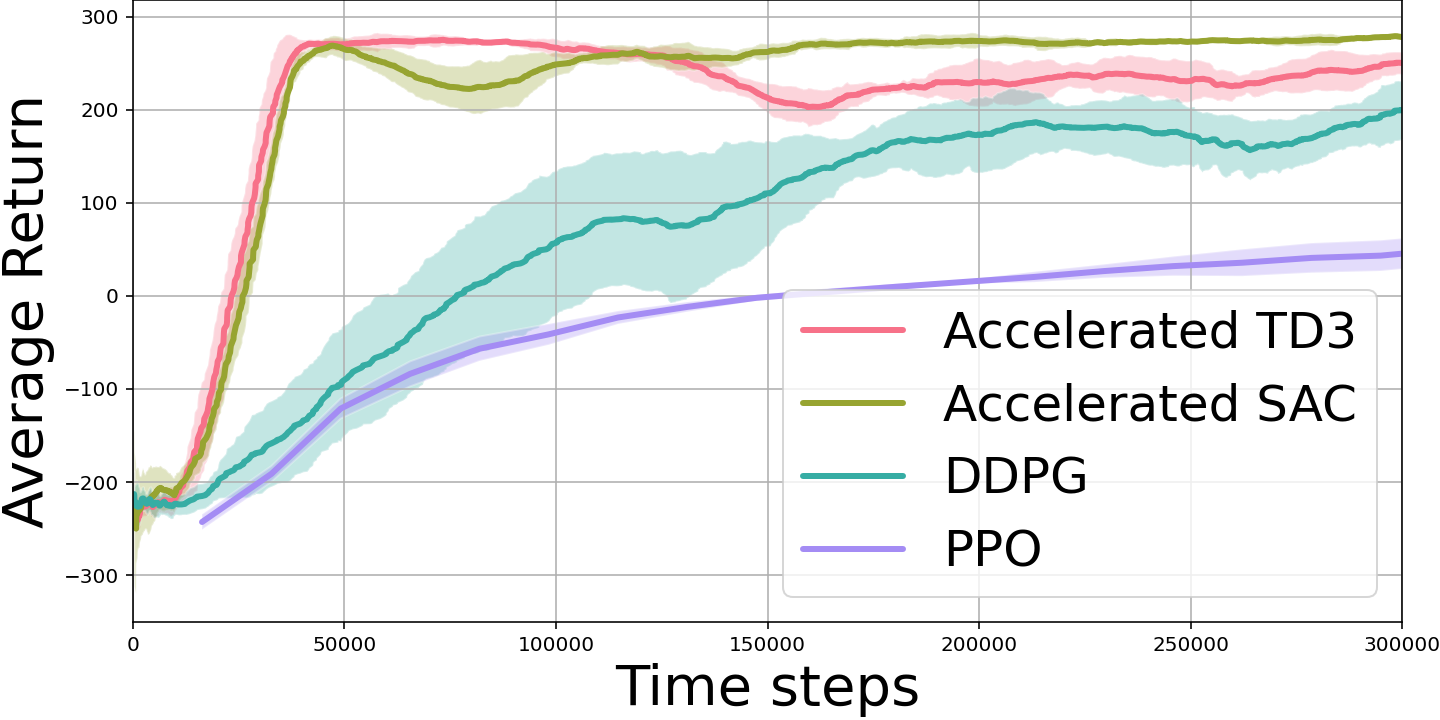 Average Return
300
200
100
0
−100
−200
−300
0
50000
100000
150000
200000
250000
300000
Time steps
Accelerated TD3
Accelerated SAC
DDPG
PPO